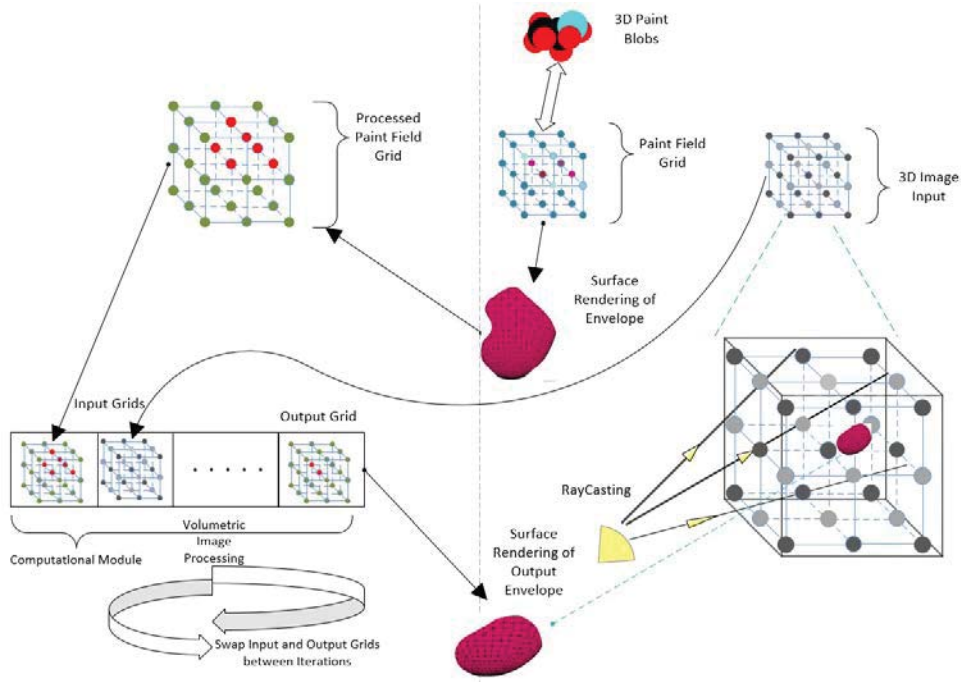 3D Paint
Blobs
Processed
Paint Field
Grid
Paint Field
Grid
3D Image
Input
Surface
Rendering of
Envelope
Input Grids
Output Grid
RayCasting
Volumetric
Image
Processing
Computational Module
Surface
Rendering of
Output
Envelope
Swap Input and Output Grids
between Iterations